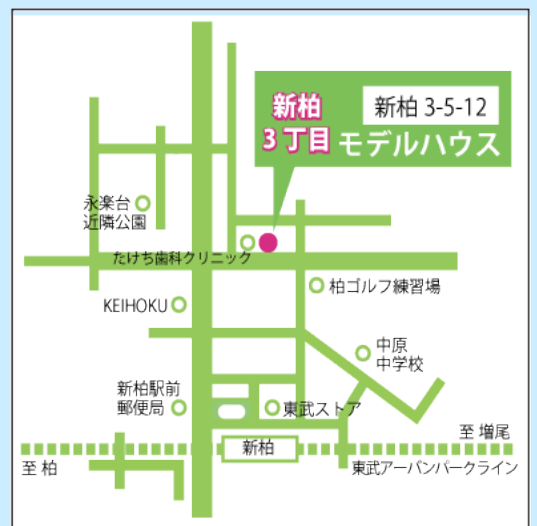 新柏
3丁目
新柏 3-5-12
モデルハウス
永楽台
近隣公園
たけち歯科クリニック
柏ゴルフ練習場
KEIHOKU
中原
中学校
新柏駅前
郵便局
東武ストア
至 増尾
新柏
至 柏
東武アーバンパークライン